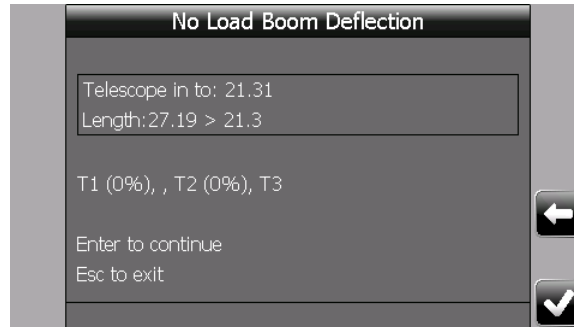 No Load Boom Deflection
Telescope in to: 21.31
Length:27.19 > 21.3
T1 (0%), , T2 (0%), T3
Enter to continue
Esc to exit